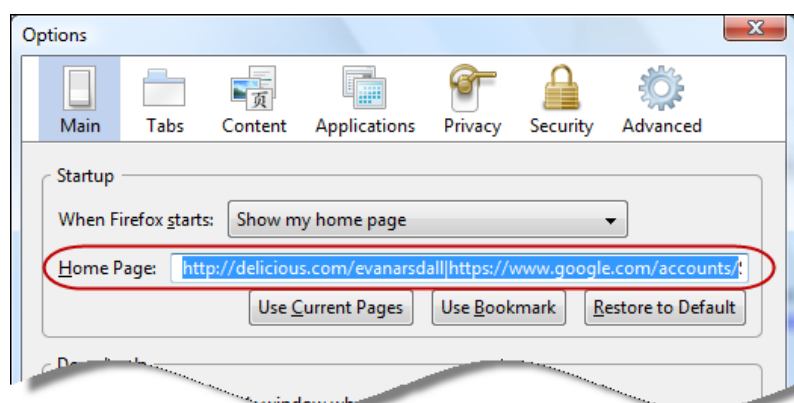 Options
Main Tabs Content Applications Privacy Security Advanced
页
Startup
When Firefox starts: Show my home page
Home Page: http://delicious.com/evanarsdall|https://www.google.com/accounts/
Use Current Pages Use Bookmark Restore to Default